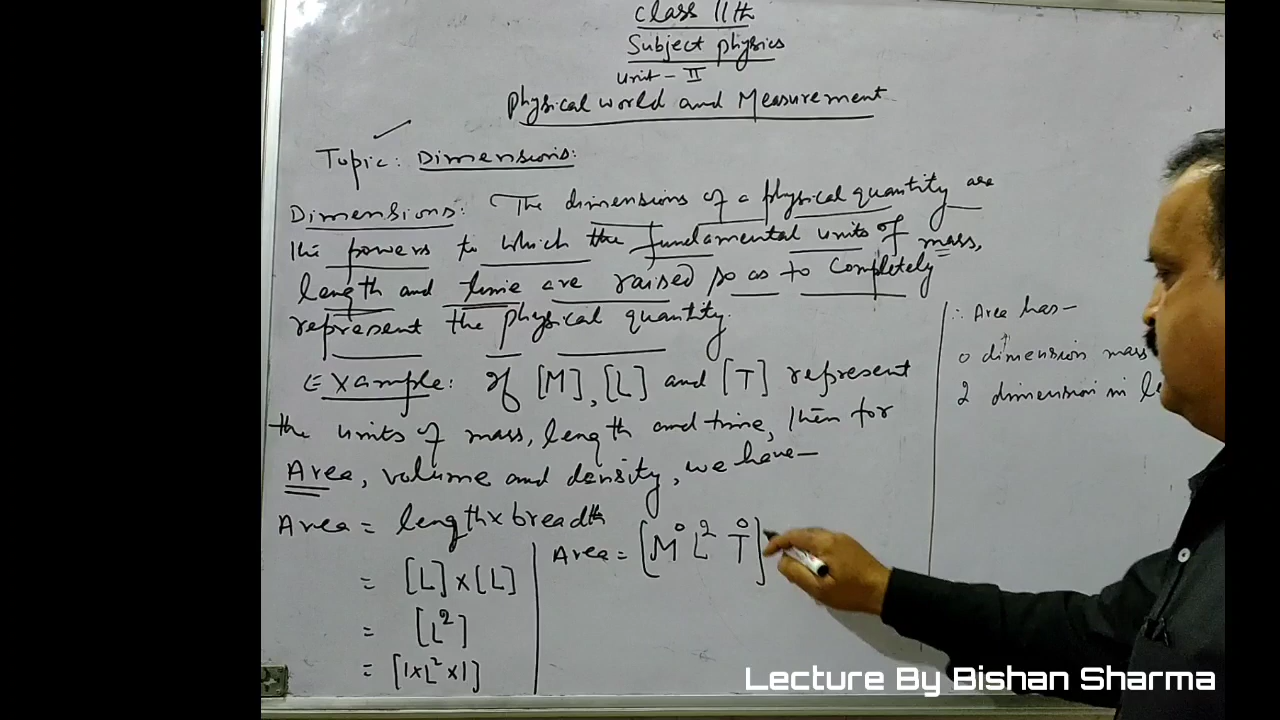 Class 11th
Subject physics
Unit - II
Physical world and Measurement
Topic: Dimensions:
Dimensions: The dimensions of a physical quantity are
the powers to which the fundamental units of mass,
length and time are raised so as to completely
represent the physical quantity.
Example: If [M], [L] and [T] represent
the units of mass, length and time, then for
Area, volume and density, we have—
Area = length x breadth
= [L] x [L]
= [L²]
= [1xL²x1]
Area = [M⁰ L² T⁰]
∴ Area has—
0 dimension mass
2 dimension in le
Lecture By Bishan Sharma